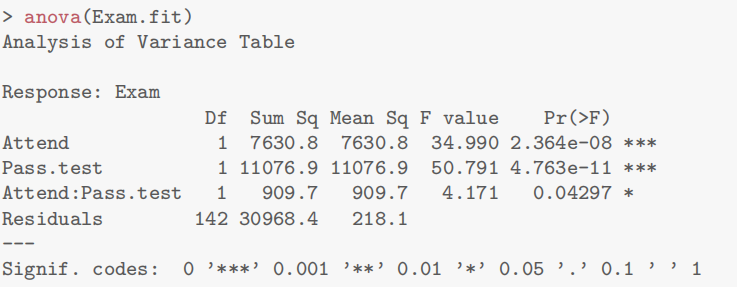 > anova(Exam.fit)
Analysis of Variance Table
Response: Exam
Df Sum Sq Mean Sq F value Pr(>F)
Attend 1 7630.8 7630.8 34.990 2.364e-08 ***
Pass.test 1 11076.9 11076.9 50.791 4.763e-11 ***
Attend:Pass.test 1 909.7 909.7 4.171 0.04297 *
Residuals 142 30968.4 218.1
---
Signif. codes: 0 ’***’ 0.001 ’**’ 0.01 ’*’ 0.05 ’.’ 0.1 ’ ’ 1